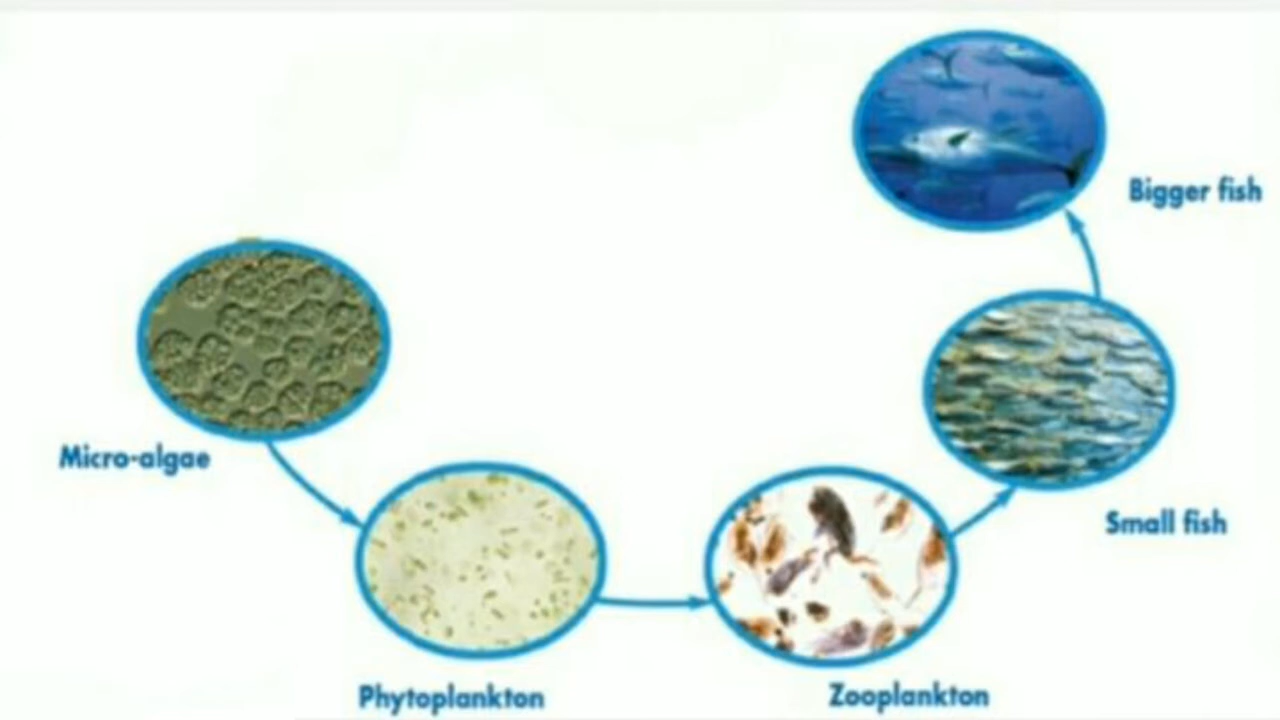 Bigger fish
Micro-algae
Small fish
Phytoplankton
Zooplankton